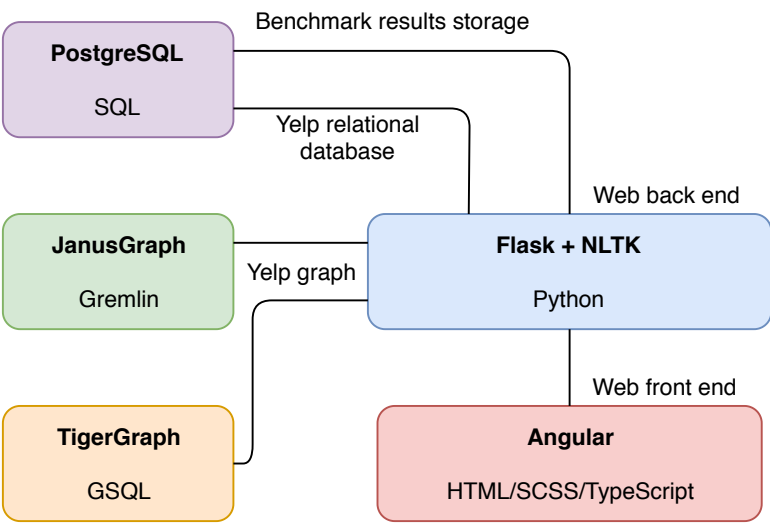 Benchmark results storage
PostgreSQL
SQL
Yelp relational
database
Web back end
JanusGraph
Gremlin
Yelp graph
Flask + NLTK
Python
Web front end
TigerGraph
GSQL
Angular
HTML/SCSS/TypeScript